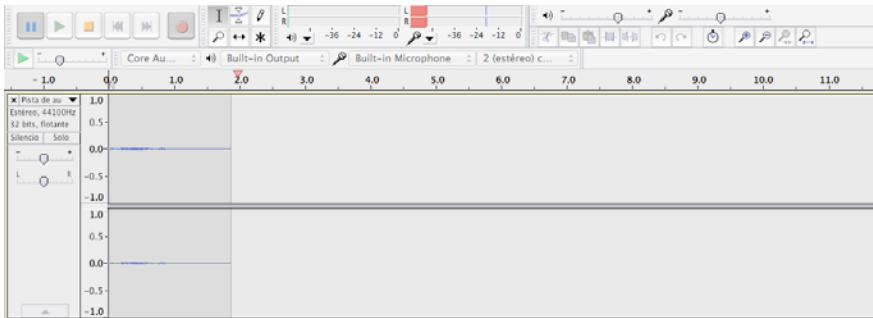 L
R
L
R
-36 -24 -12 0
-36 -24 -12 0
Core Au... Built-in Output Built-in Microphone 2 (estéreo) c...
- 1.0 0.0 1.0 2.0 3.0 4.0 5.0 6.0 7.0 8.0 9.0 10.0 11.0
Pista de au
Estéreo, 44100Hz
32 bits, flotante
Silencio Solo
- +
L R
1.0
0.5-
0.0-
-0.5-
-1.0
1.0
0.5-
0.0-
-0.5-
-1.0